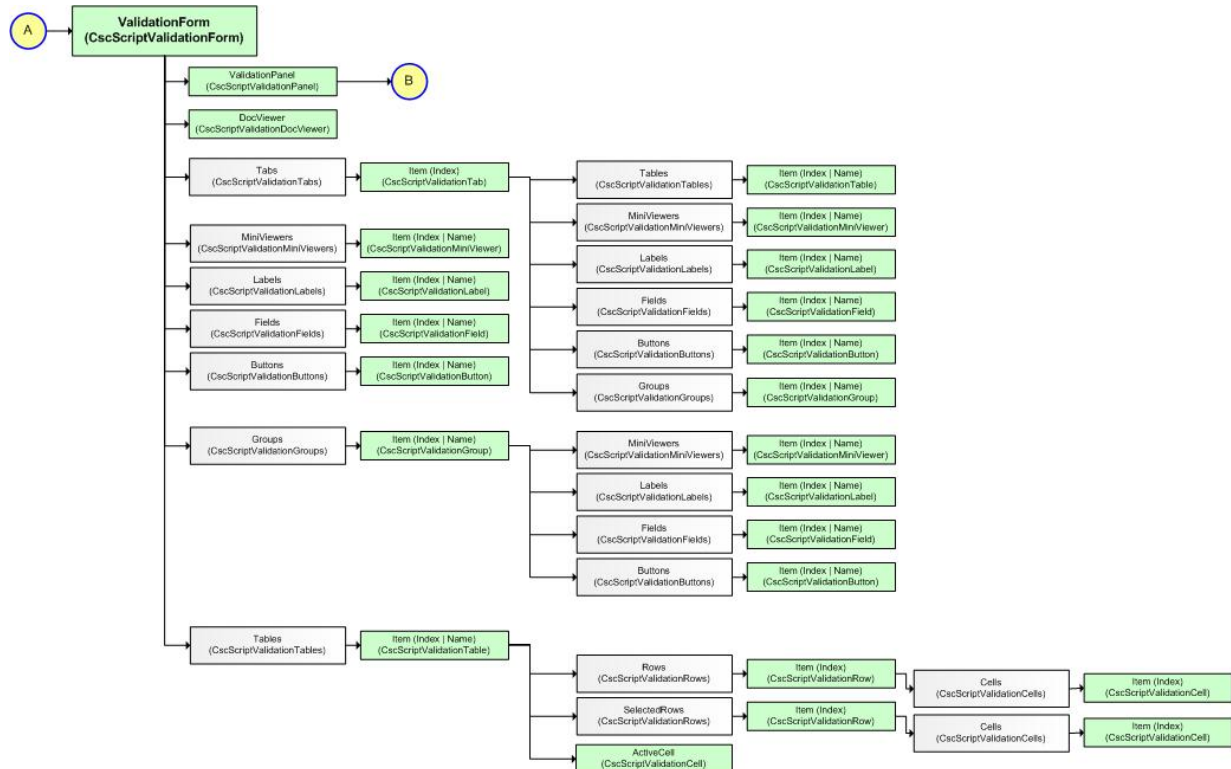 A
ValidationForm
(CscScriptValidationForm)
ValidationPanel
(CscScriptValidationPanel)
B
DocViewer
(CscScriptValidationDocViewer)
Tabs
(CscScriptValidationTabs)
Item (Index)
(CscScriptValidationTab)
Tables
(CscScriptValidationTables)
Item (Index | Name)
(CscScriptValidationTable)
MiniViewers
(CscScriptValidationMiniViewers)
Item (Index | Name)
(CscScriptValidationMiniViewer)
Labels
(CscScriptValidationLabels)
Item (Index | Name)
(CscScriptValidationLabel)
Fields
(CscScriptValidationFields)
Item (Index | Name)
(CscScriptValidationField)
Buttons
(CscScriptValidationButtons)
Item (Index | Name)
(CscScriptValidationButton)
Groups
(CscScriptValidationGroups)
Item (Index | Name)
(CscScriptValidationGroup)
MiniViewers
(CscScriptValidationMiniViewers)
Item (Index | Name)
(CscScriptValidationMiniViewer)
Labels
(CscScriptValidationLabels)
Item (Index | Name)
(CscScriptValidationLabel)
Fields
(CscScriptValidationFields)
Item (Index | Name)
(CscScriptValidationField)
Buttons
(CscScriptValidationButtons)
Item (Index | Name)
(CscScriptValidationButton)
Groups
(CscScriptValidationGroups)
Item (Index | Name)
(CscScriptValidationGroup)
MiniViewers
(CscScriptValidationMiniViewers)
Item (Index | Name)
(CscScriptValidationMiniViewer)
Labels
(CscScriptValidationLabels)
Item (Index | Name)
(CscScriptValidationLabel)
Fields
(CscScriptValidationFields)
Item (Index | Name)
(CscScriptValidationField)
Buttons
(CscScriptValidationButtons)
Item (Index | Name)
(CscScriptValidationButton)
Tables
(CscScriptValidationTables)
Item (Index | Name)
(CscScriptValidationTable)
Rows
(CscScriptValidationRows)
Item (Index)
(CscScriptValidationRow)
Cells
(CscScriptValidationCells)
Item (Index)
(CscScriptValidationCell)
SelectedRows
(CscScriptValidationRows)
Item (Index)
(CscScriptValidationRow)
Cells
(CscScriptValidationCells)
Item (Index)
(CscScriptValidationCell)
ActiveCell
(CscScriptValidationCell)